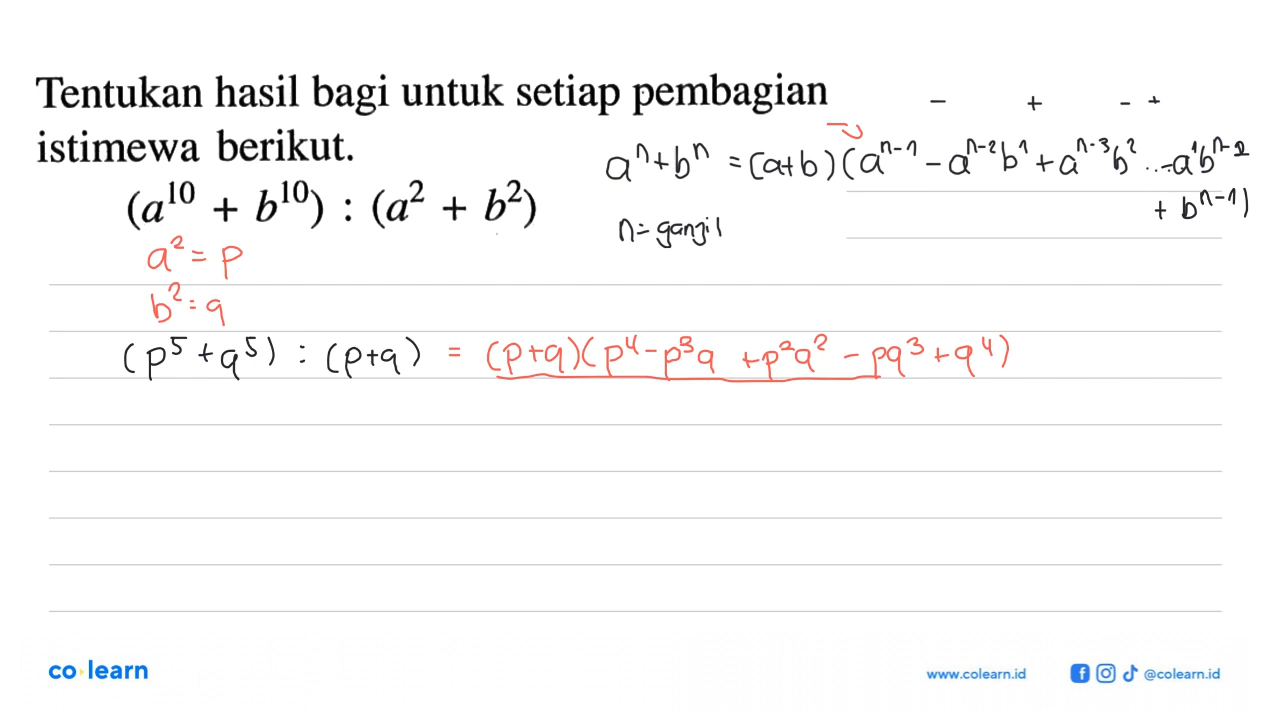 Tentukan hasil bagi untuk setiap pembagian
istimewa berikut.
(a^10 + b^10) : (a^2 + b^2)
- + - +
a^n + b^n = (a+b)(a^n-1 - a^n-2 b^1 + a^n-3 b^2 ... - a^1 b^n-2
+ b^n-1)
n = ganjil
a^2 = p
b^2 = q
(p^5 + q^5) : (p+q) = (p+q)(p^4 - p^3q + p^2q^2 - pq^3 + q^4)
co learn
www.colearn.id
@colearn.id